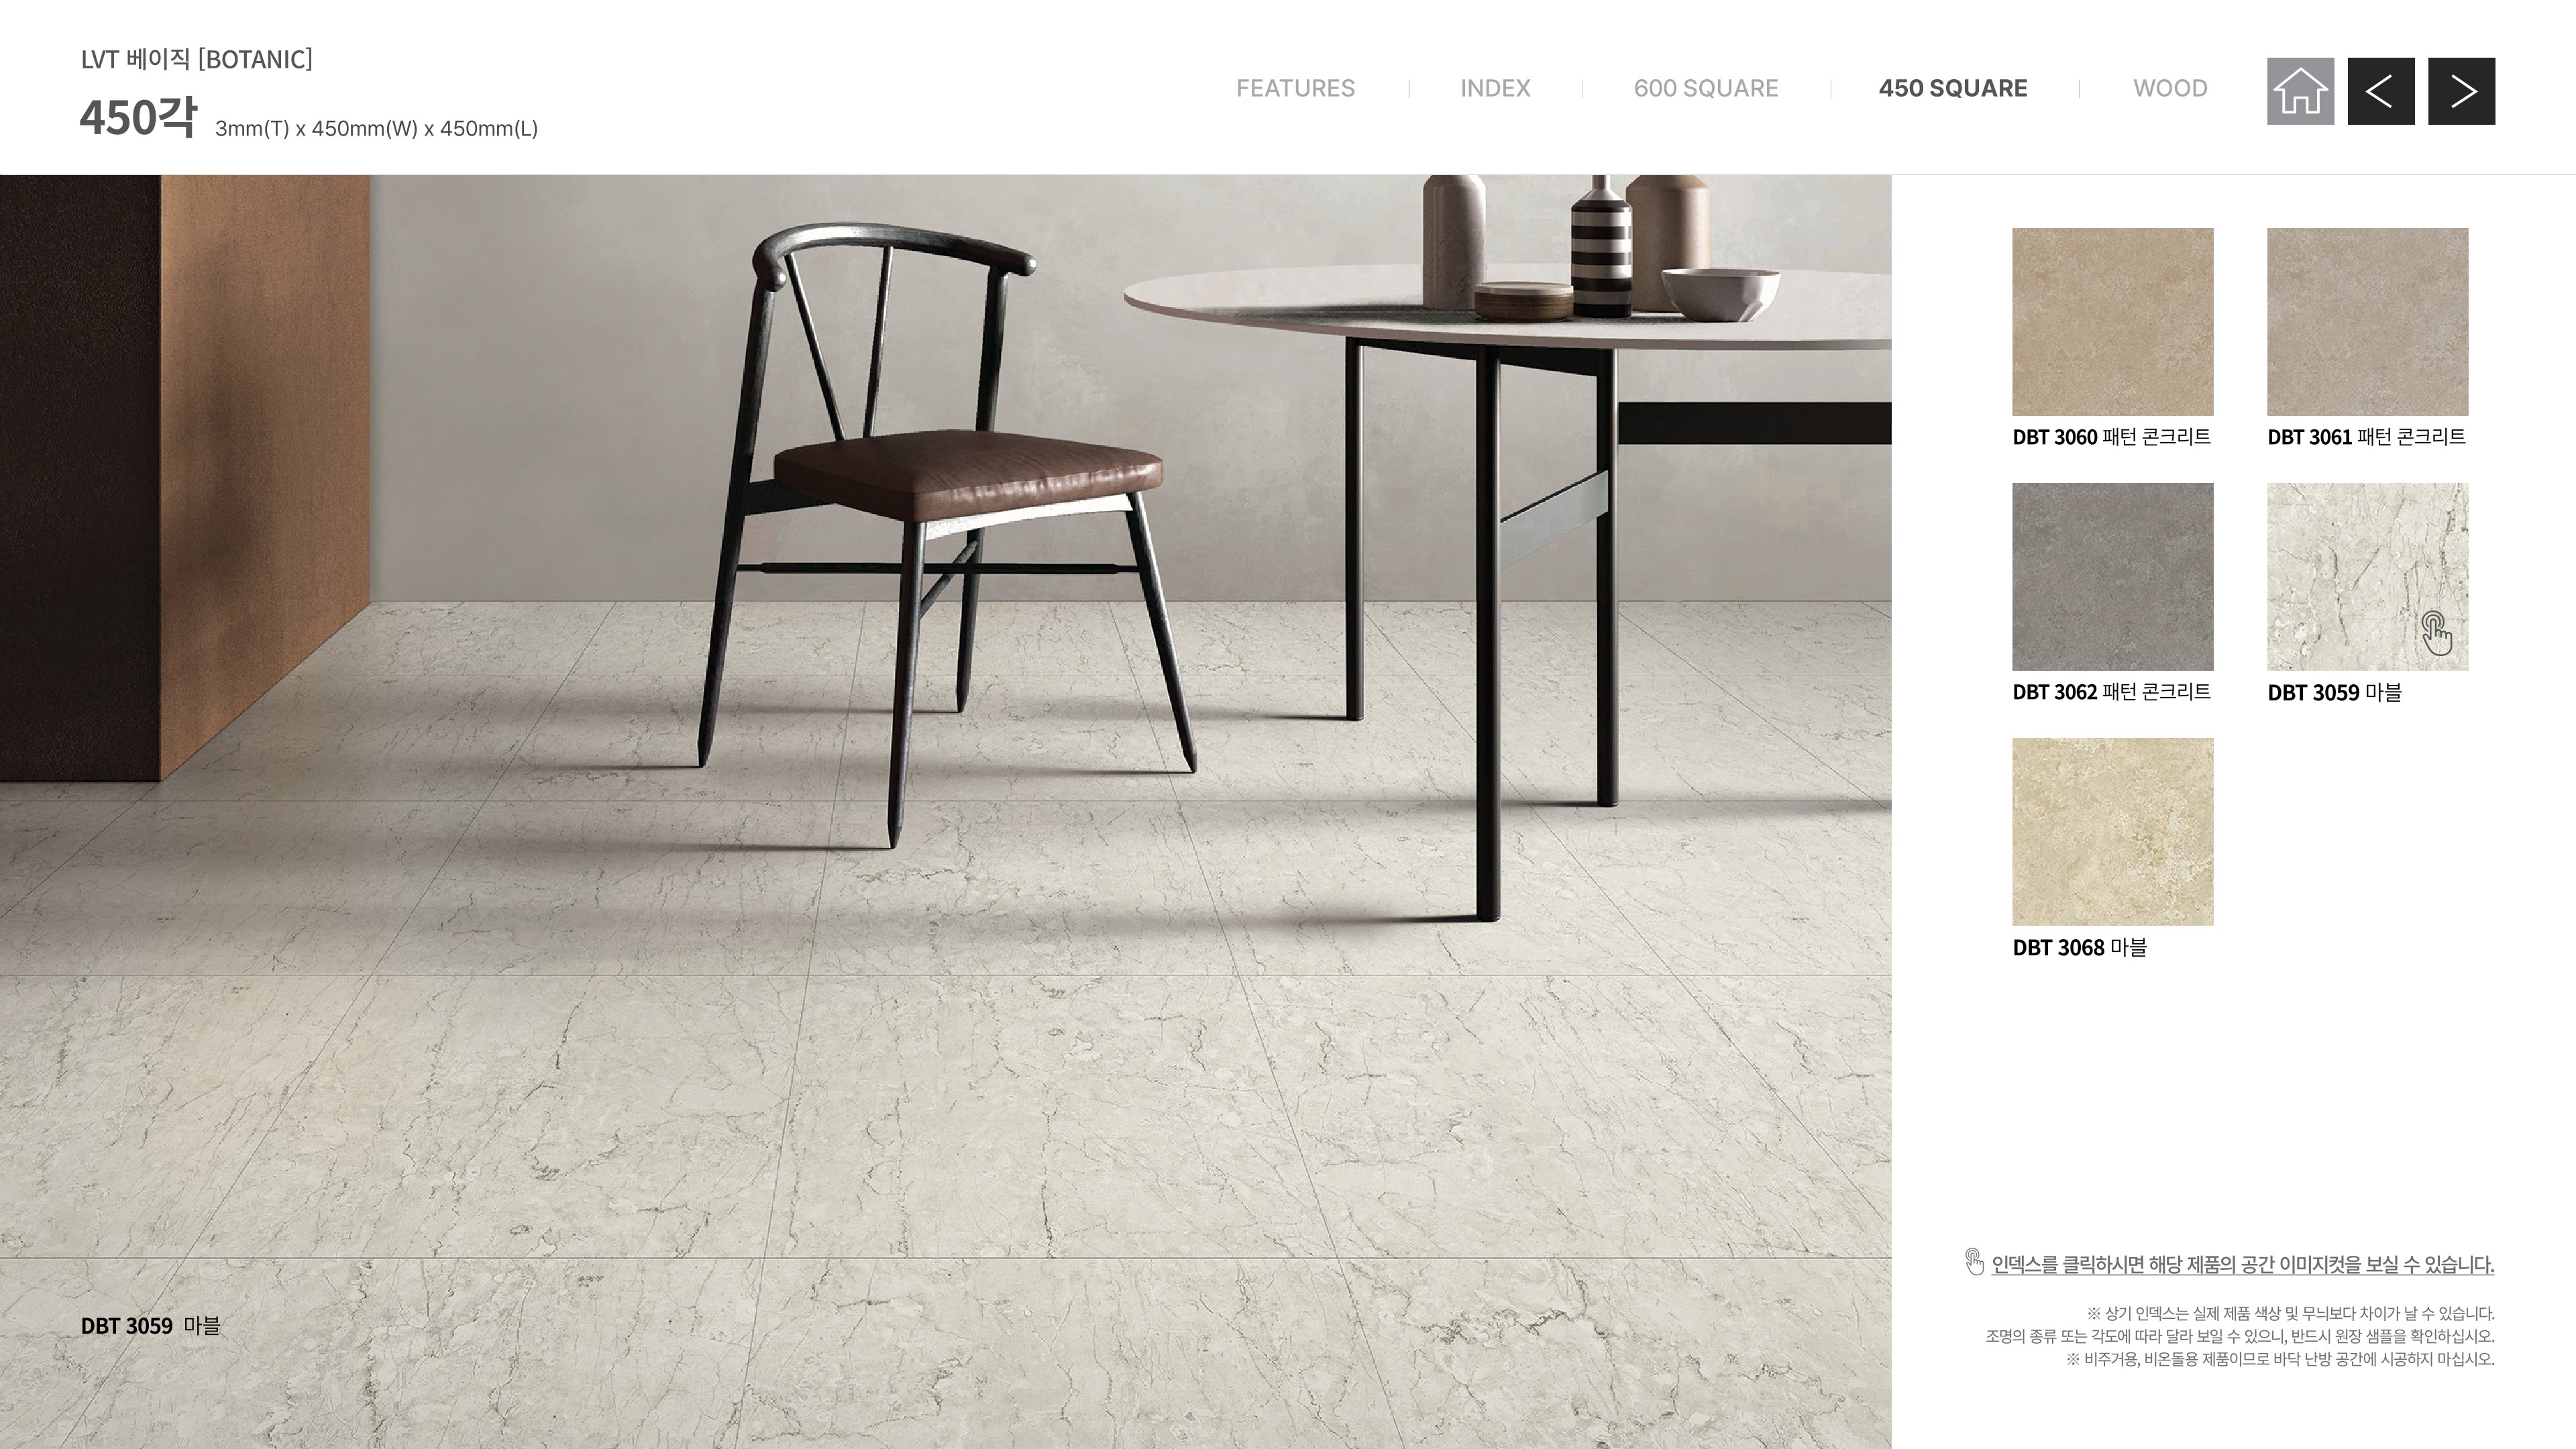 LVT 베이직 [BOTANIC]
450각 3mm(T) x 450mm(W) x 450mm(L)
FEATURES
INDEX
600 SQUARE
450 SQUARE
WOOD
DBT 3060 패턴 콘크리트
DBT 3061 패턴 콘크리트
DBT 3062 패턴 콘크리트
DBT 3059 마블
DBT 3068 마블
DBT 3059 마블
인덱스를 클릭하시면 해당 제품의 공간 이미지컷을 보실 수 있습니다.
※ 상기 인덱스는 실제 제품 색상 및 무늬보다 차이가 날 수 있습니다.
조명의 종류 또는 각도에 따라 달라 보일 수 있으니, 반드시 원장 샘플을 확인하십시오.
※ 비주거용, 비온돌용 제품이므로 바닥 난방 공간에 시공하지 마십시오.